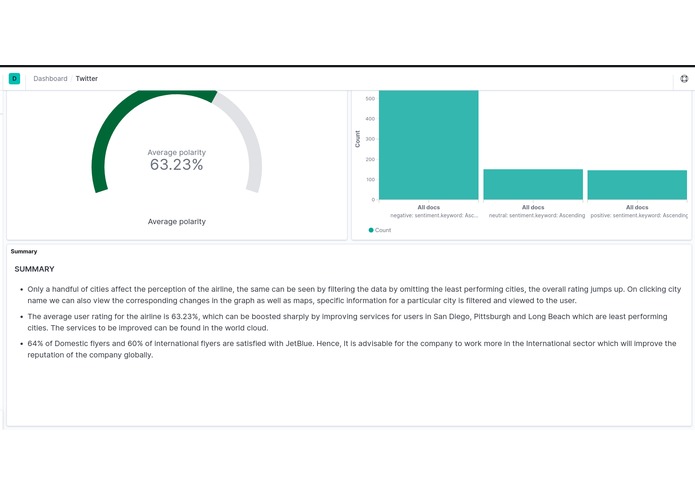 D Dashboard Twitter
Average polarity
63.23%
Average polarity
Count
500
400
300
200
100
0
All docs All docs All docs
negative: sentiment.keyword: Asc... neutral: sentiment.keyword: Ascending positive: sentiment.keyword: Ascending
Count
Summary
SUMMARY
• Only a handful of cities affect the perception of the airline, the same can be seen by filtering the data by omitting the least performing cities, the overall rating jumps up. On clicking city
name we can also view the corresponding changes in the graph as well as maps, specific information for a particular city is filtered and viewed to the user.
• The average user rating for the airline is 63.23%, which can be boosted sharply by improving services for users in San Diego, Pittsburgh and Long Beach which are least performing
cities. The services to be improved can be found in the world cloud.
• 64% of Domestic flyers and 60% of international flyers are satisfied with JetBlue. Hence, It is advisable for the company to work more in the International sector which will improve the
reputation of the company globally.